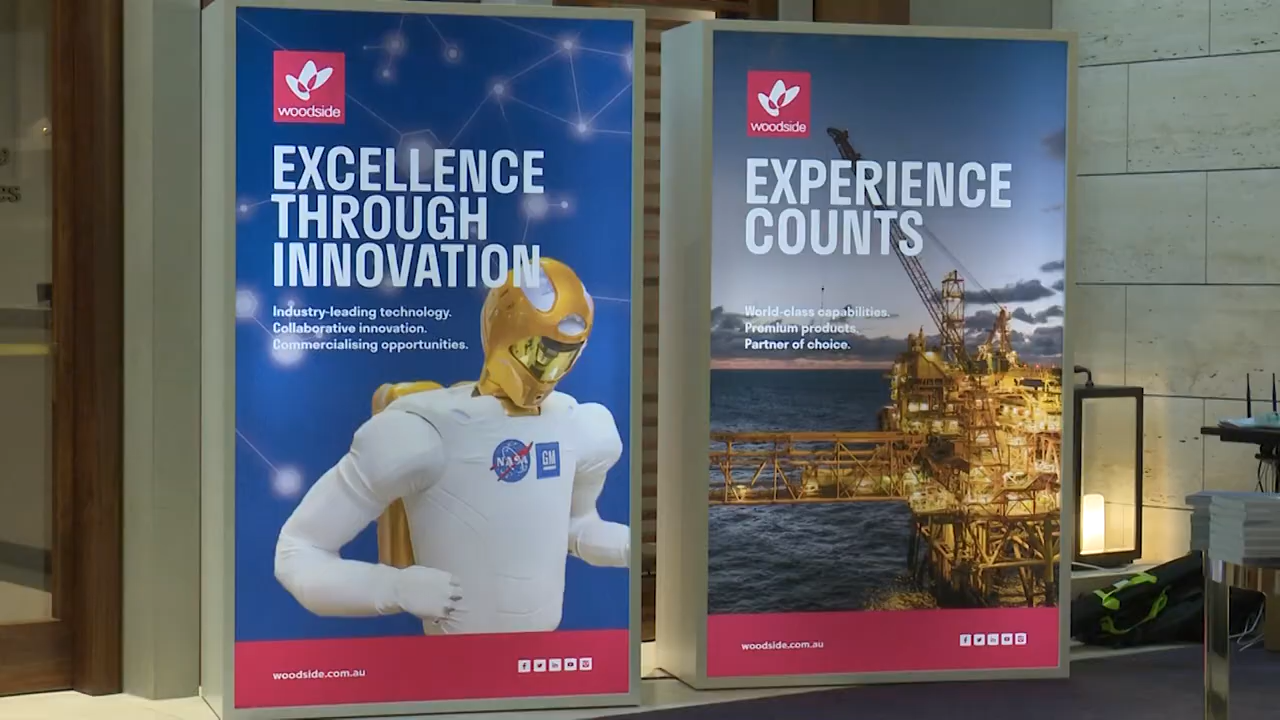 woodside
EXCELLENCE
THROUGH
INNOVATION
Industry-leading technology.
Collaborative innovation.
Commercialising opportunities.
NASA
GM
woodside.com.au
woodside
EXPERIENCE
COUNTS
World-class capabilities.
Premium products.
Partner of choice.
woodside.com.au